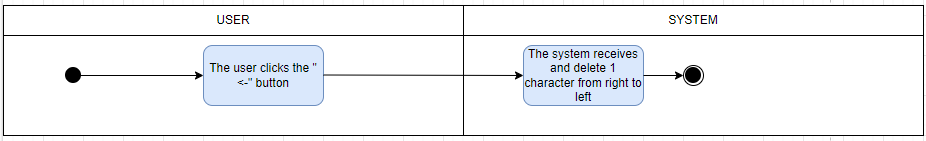 USER
SYSTEM
The user clicks the "
<-" button
The system receives
and delete 1
character from right to
left